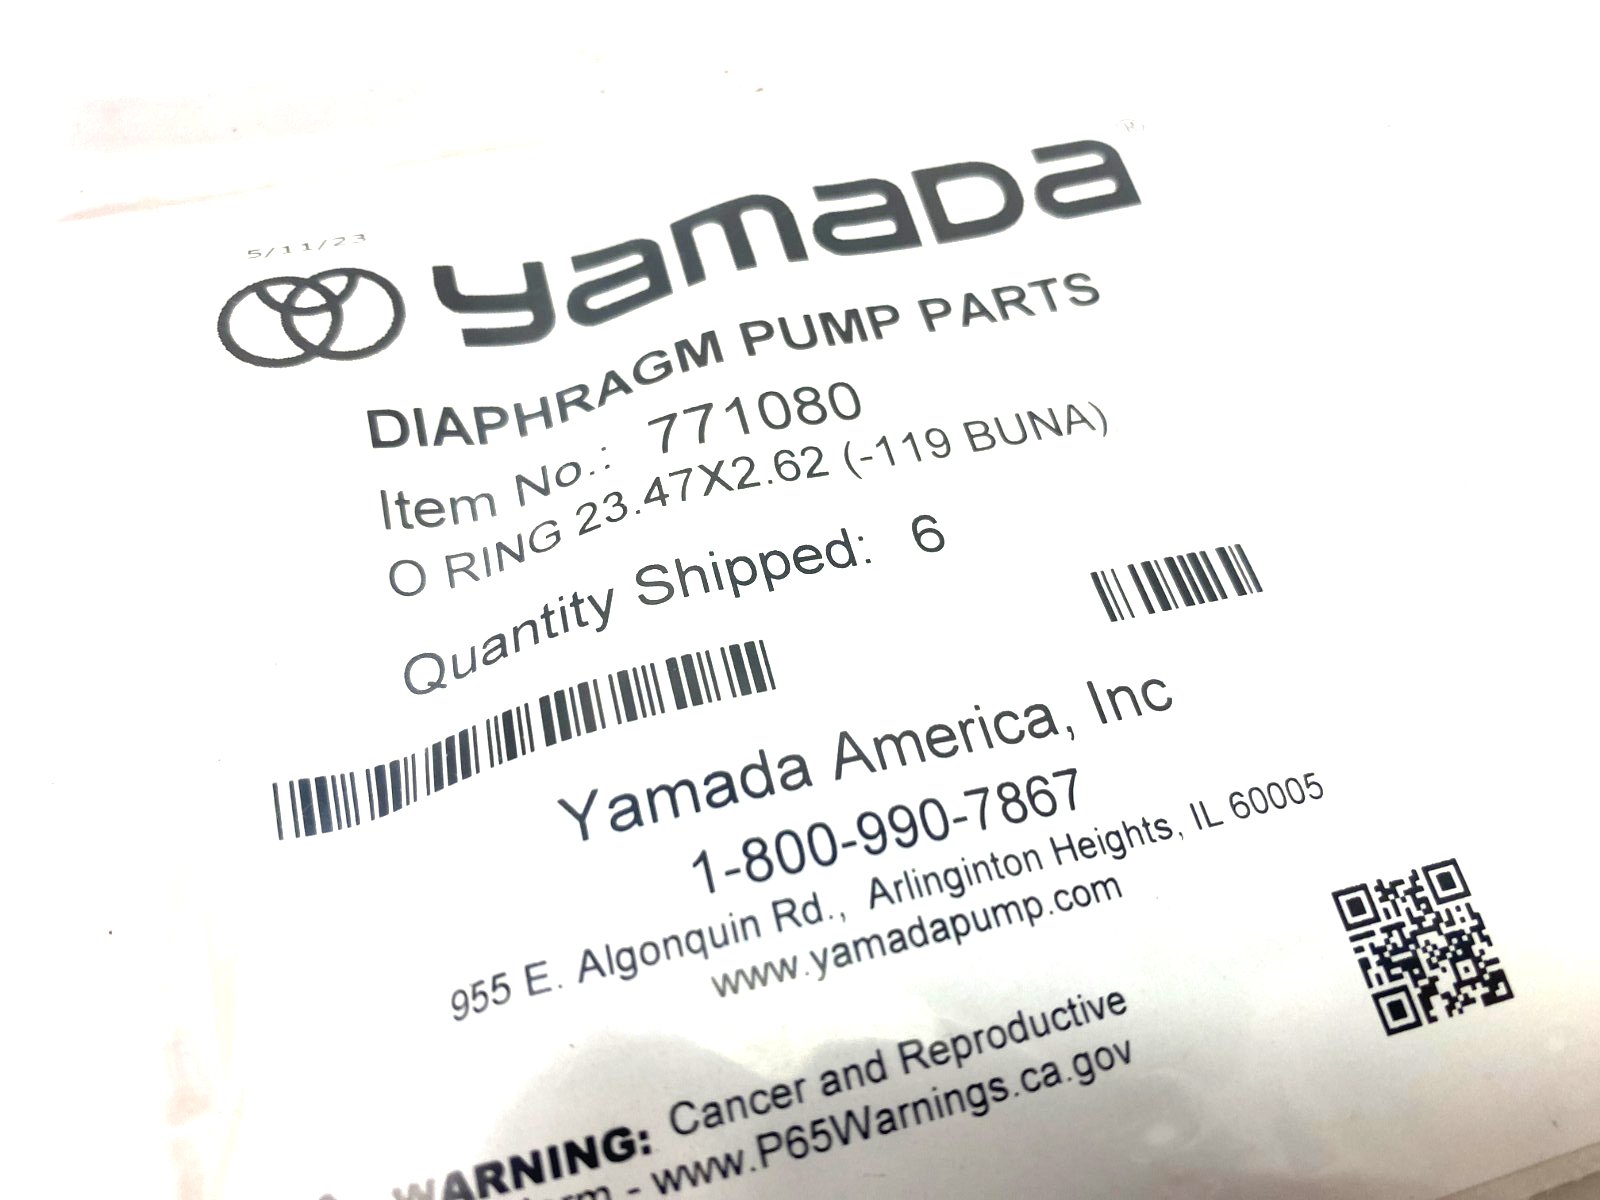 5/11/23
yamada®
DIAPHRAGM PUMP PARTS
Item No.: 771080
O RING 23.47X2.62 (-119 BUNA)
Quantity Shipped: 6
Yamada America, Inc
1-800-990-7867
955 E. Algonquin Rd., Arlinginton Heights, IL 60005
www.yamadapump.com
WARNING: Cancer and Reproductive
- www.P65Warnings.ca.gov